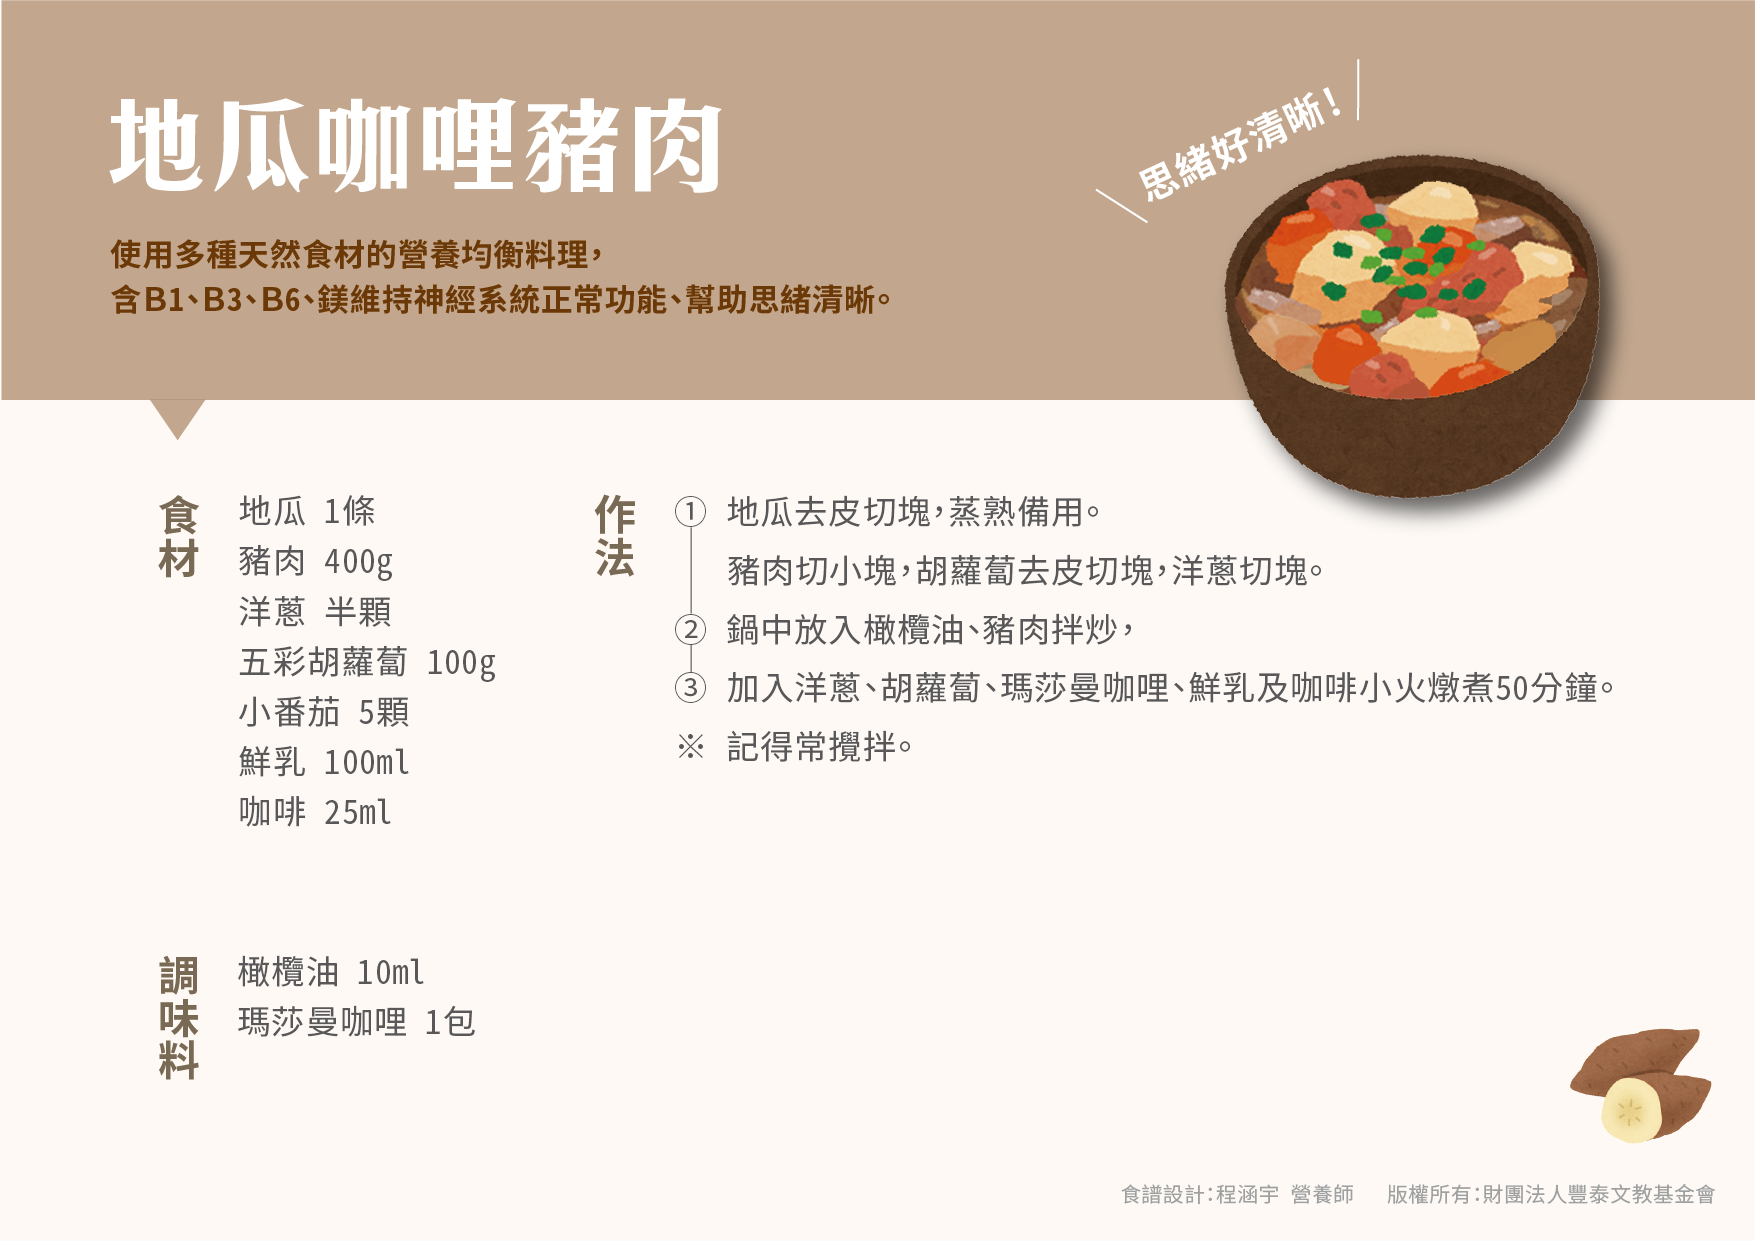 地瓜咖哩豬肉
思緒好清晰！
使用多種天然食材的營養均衡料理，
含B1、B3、B6、鎂維持神經系統正常功能、幫助思緒清晰。
食材
地瓜 1條
豬肉 400g
洋蔥 半顆
五彩胡蘿蔔 100g
小番茄 5顆
鮮乳 100ml
咖啡 25ml
作法
① 地瓜去皮切塊，蒸熟備用。
豬肉切小塊，胡蘿蔔去皮切塊，洋蔥切塊。
② 鍋中放入橄欖油、豬肉拌炒，
③ 加入洋蔥、胡蘿蔔、瑪莎曼咖哩、鮮乳及咖啡小火燉煮50分鐘。
※ 記得常攪拌。
調味料
橄欖油 10ml
瑪莎曼咖哩 1包
食譜設計：程涵宇 營養師 版權所有：財團法人豐泰文教基金會